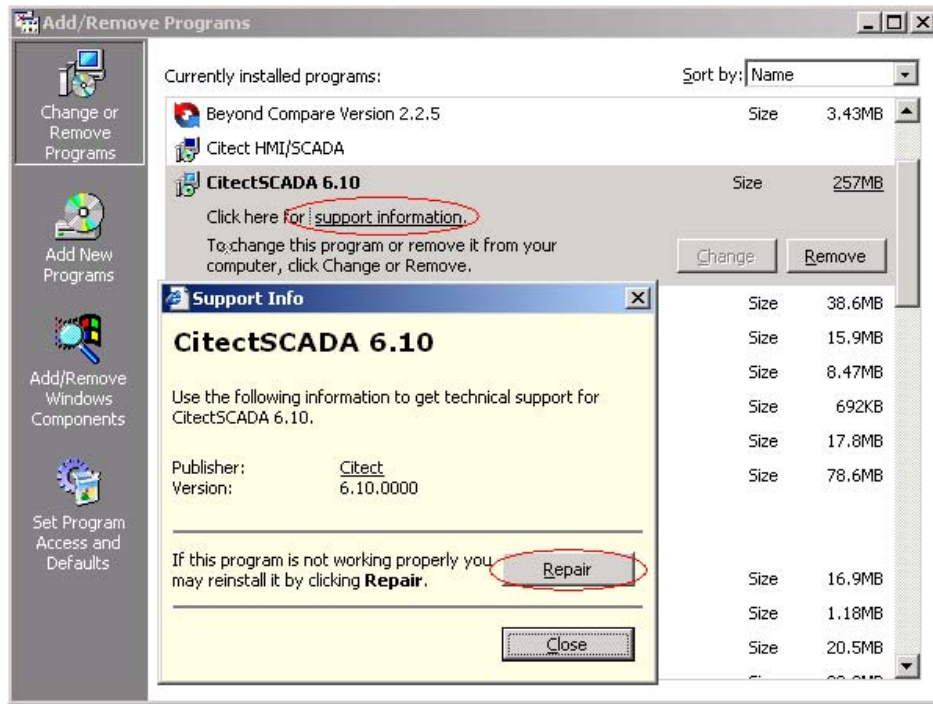 Add/Remove Programs
Change or
Remove
Programs
Add New
Programs
Add/Remove
Windows
Components
Set Program
Access and
Defaults
Currently installed programs:
Sort by: Name
Beyond Compare Version 2.2.5 Size 3.43MB
Citect HMI/SCADA
CitectSCADA 6.10 Size 257MB
Click here for support information.
To change this program or remove it from your
computer, click Change or Remove.
Change Remove
Size 38.6MB
Size 15.9MB
Size 8.47MB
Size 692KB
Size 17.8MB
Size 78.6MB
Size 16.9MB
Size 1.18MB
Size 20.5MB
Support Info
CitectSCADA 6.10
Use the following information to get technical support for
CitectSCADA 6.10.
Publisher: Citect
Version: 6.10.0000
If this program is not working properly you
may reinstall it by clicking Repair.
Repair
Close